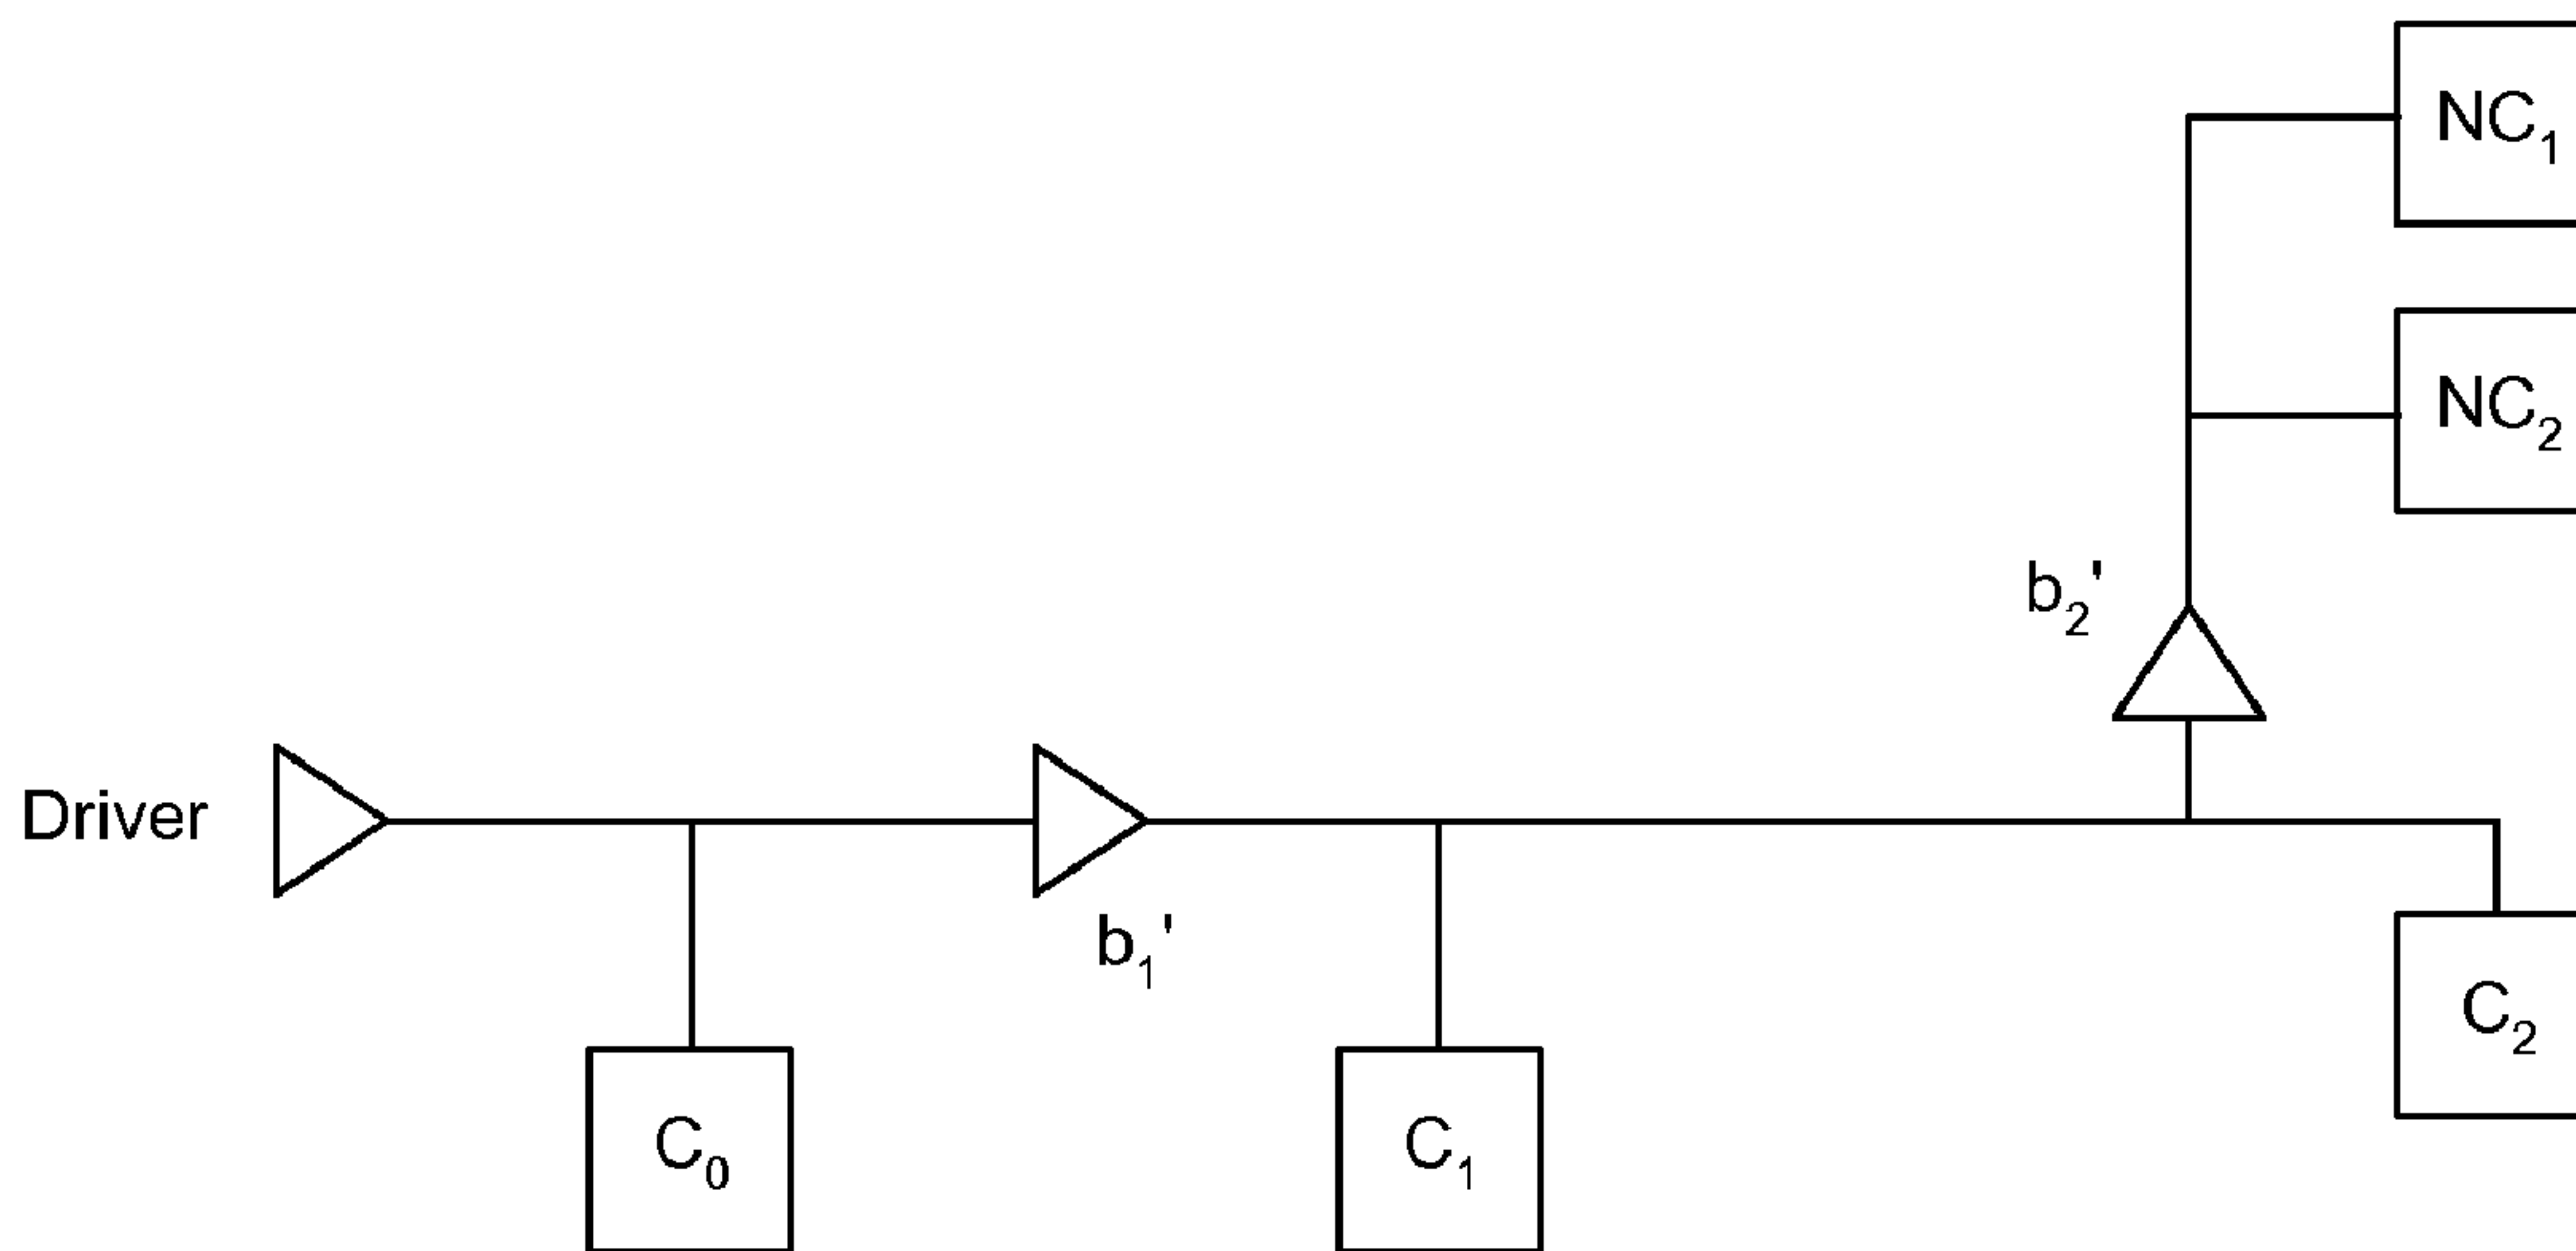 NC₁
NC₂
b₂'
Driver
b₁'
C₀
C₁
C₂